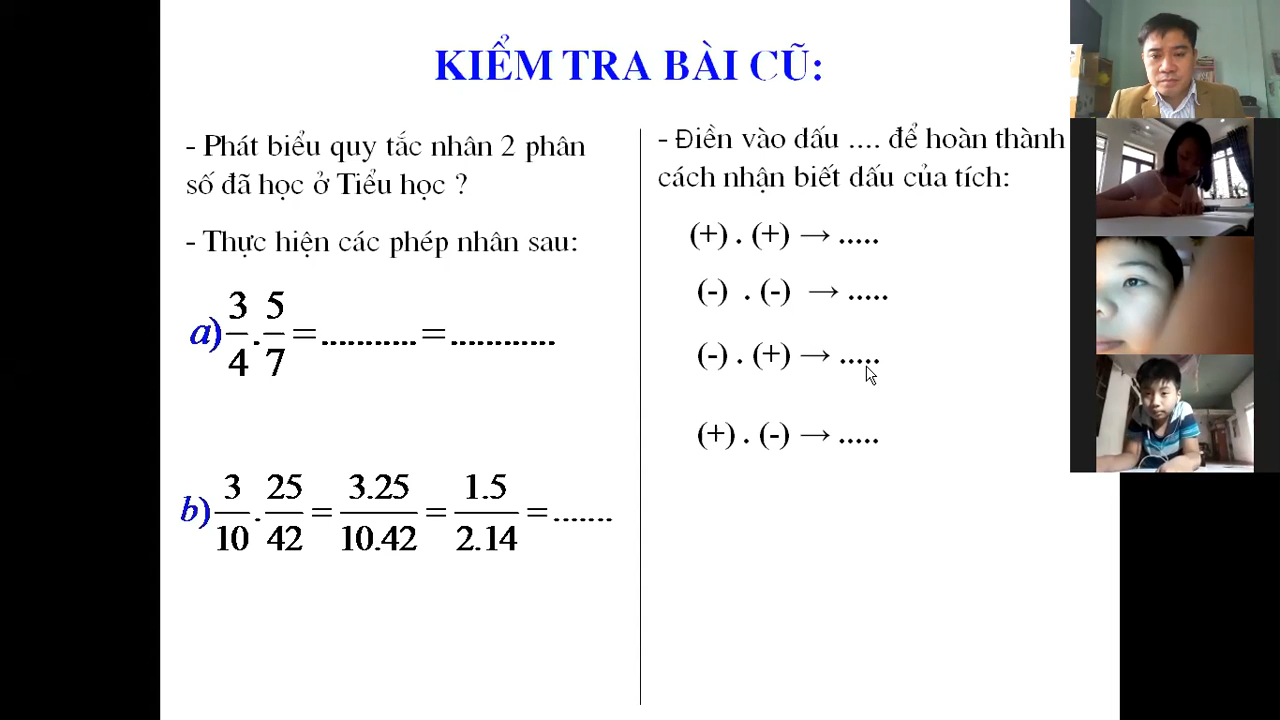 KIỂM TRA BÀI CŨ:
- Phát biểu quy tắc nhân 2 phân
số đã học ở Tiểu học ?
- Thực hiện các phép nhân sau:
a) 3/4 . 5/7 = ........... = ............
b) 3/10 . 25/42 = 3.25/10.42 = 1.5/2.14 = .......
- Điền vào dấu .... để hoàn thành
cách nhận biết dấu của tích:
(+) . (+) → .....
(-) . (-) → .....
(-) . (+) → .....
(+) . (-) → .....